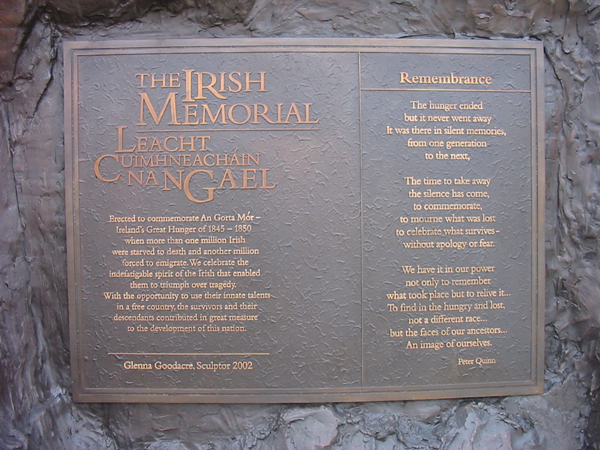 THE IRISH
MEMORIAL
LEACHT
CUIMHNEACHÁIN
NAN GAEL
Erected to commemorate An Gorta Mór –
Ireland's Great Hunger of 1845 – 1850
when more than one million Irish
were starved to death and another million
forced to emigrate. We celebrate the
indefatigable spirit of the Irish that enabled
them to triumph over tragedy.
With the opportunity to use their innate talents
in a free country, the survivors and their
descendants contributed in great measure
to the development of this nation.
Glenna Goodacre, Sculptor 2002
Remembrance
The hunger ended
but it never went away
It was there in silent memories,
from one generation
to the next,
The time to take away
the silence has come,
to commemorate,
to mourne what was lost
to celebrate what survives -
without apology or fear.
We have it in our power
not only to remember
what took place but to relive it...
To find in the hungry and lost,
not a different race...
but the faces of our ancestors...
An image of ourselves.
Peter Quinn